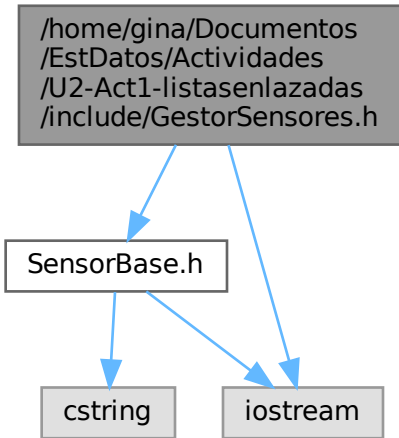 /home/gina/Documentos
/EstDatos/Actividades
/U2-Act1-listasenlazadas
/include/GestorSensores.h
SensorBase.h
cstring
iostream